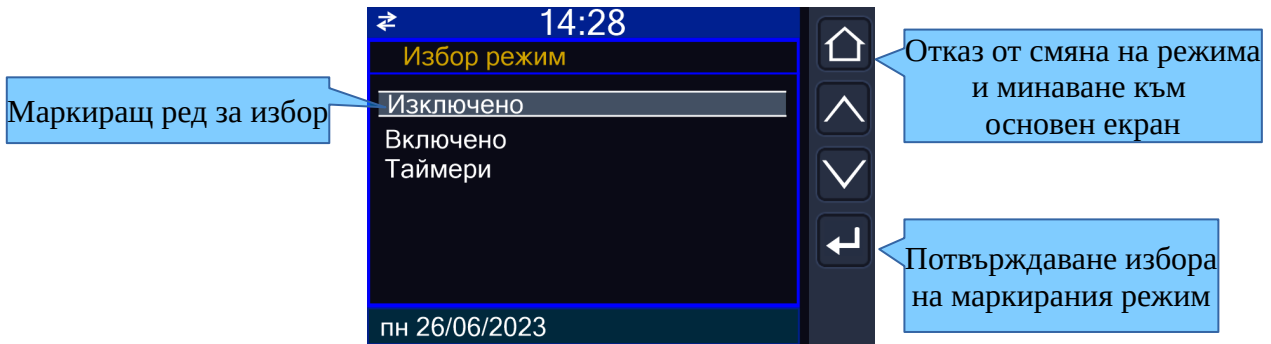 14:28
Избор режим
Изключено
Включено
Таймери
пн 26/06/2023
Маркиращ ред за избор
Отказ от смяна на режима
и минаване към
основен екран
Потвърждаване избора
на маркирания режим